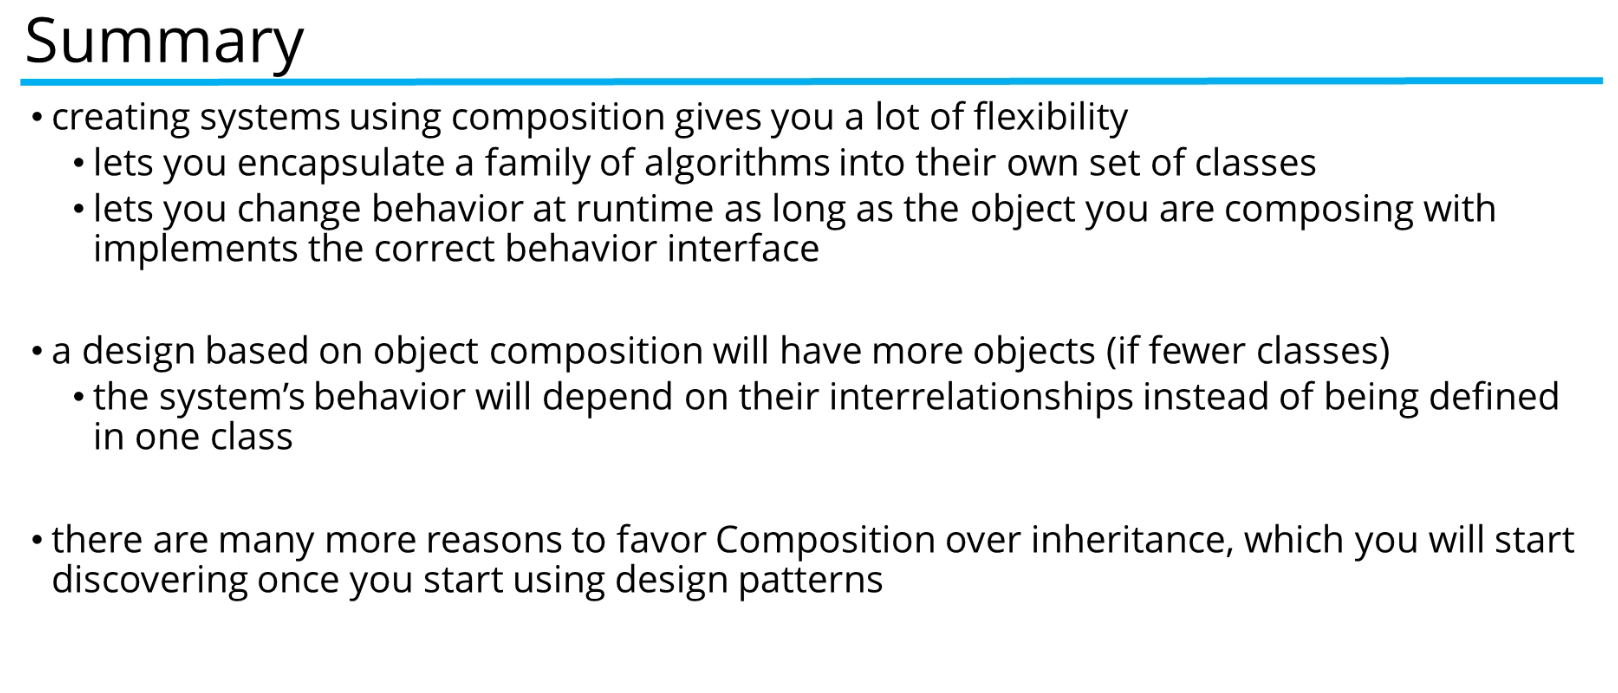 Summary
• creating systems using composition gives you a lot of flexibility
• lets you encapsulate a family of algorithms into their own set of classes
• lets you change behavior at runtime as long as the object you are composing with
implements the correct behavior interface
• a design based on object composition will have more objects (if fewer classes)
• the system’s behavior will depend on their interrelationships instead of being defined
in one class
• there are many more reasons to favor Composition over inheritance, which you will start
discovering once you start using design patterns